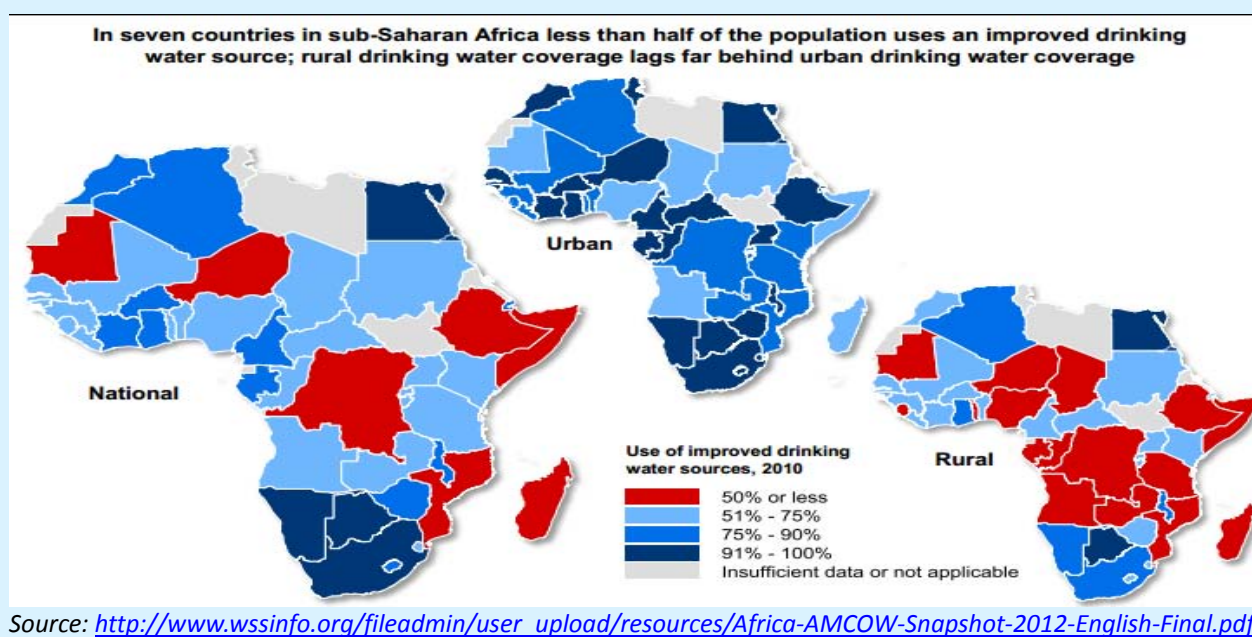 In seven countries in sub-Saharan Africa less than half of the population uses an improved drinking
water source; rural drinking water coverage lags far behind urban drinking water coverage
Urban
National
Rural
Use of improved drinking
water sources, 2010
50% or less
51% - 75%
75% - 90%
91% - 100%
Insufficient data or not applicable
Source: http://www.wssinfo.org/fileadmin/user_upload/resources/Africa-AMCOW-Snapshot-2012-English-Final.pdf